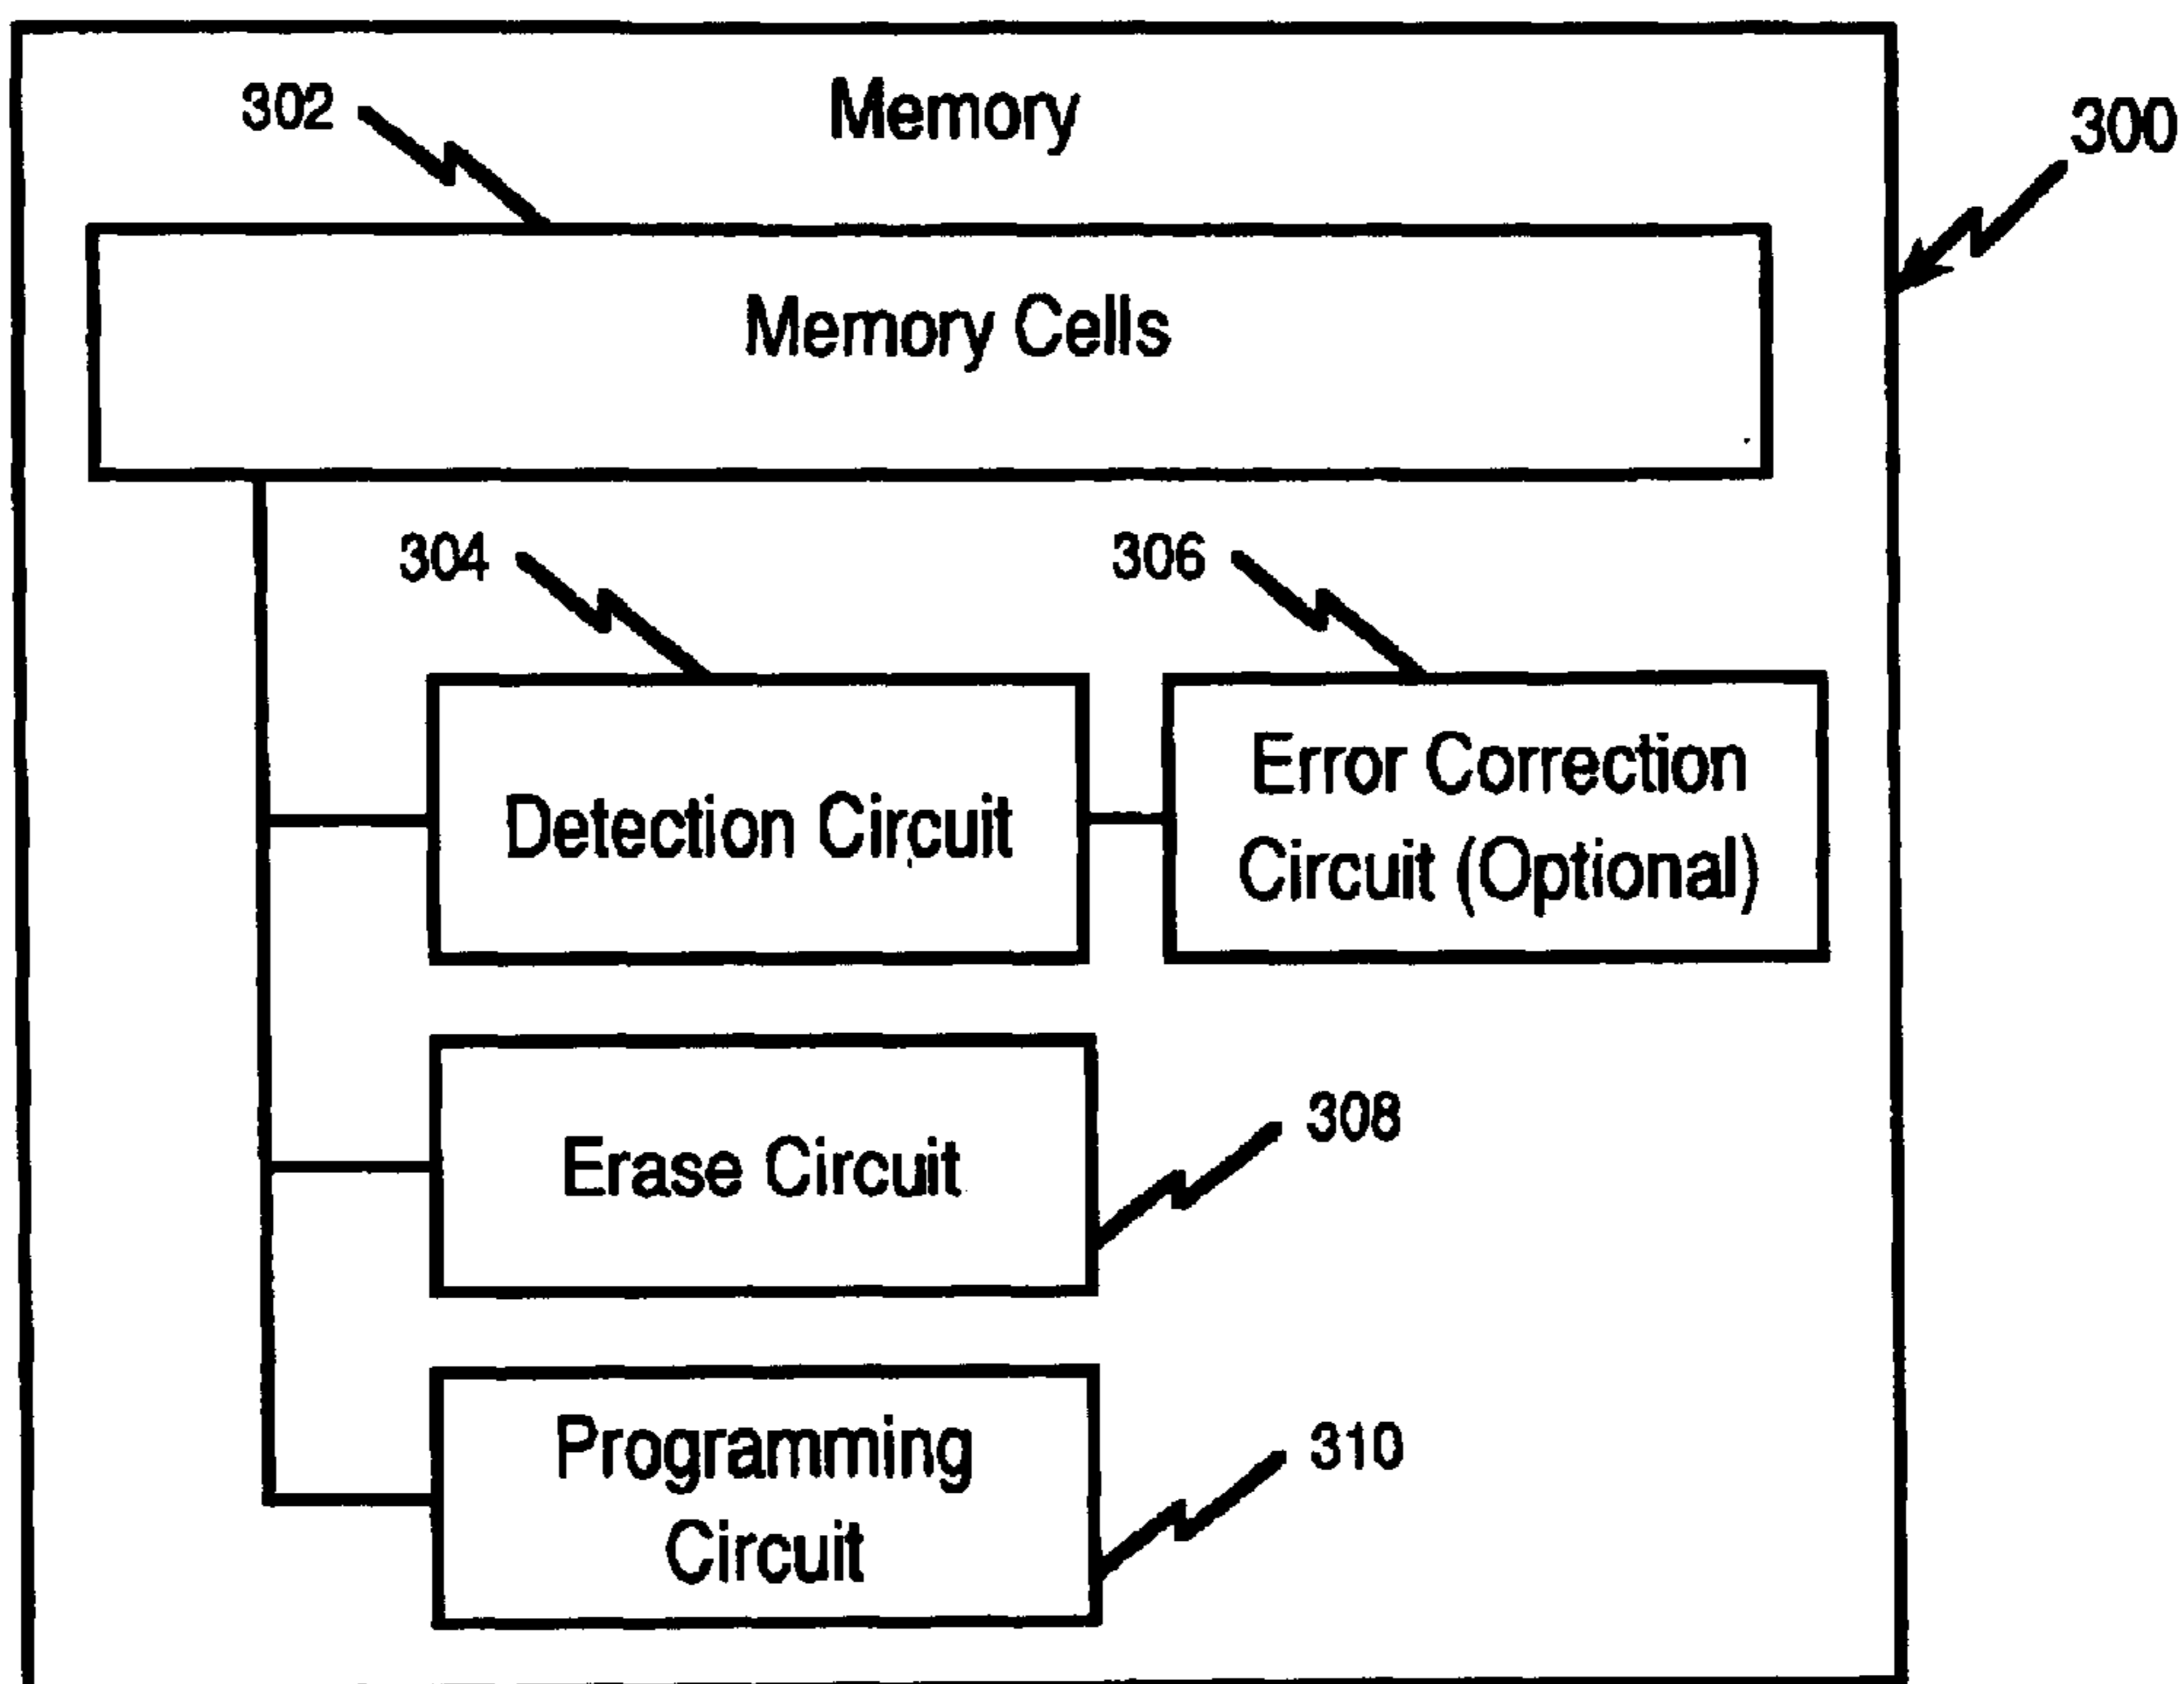 Memory
302
300
Memory Cells
304
306
Detection Circuit
Error Correction
Circuit (Optional)
308
Erase Circuit
310
Programming
Circuit